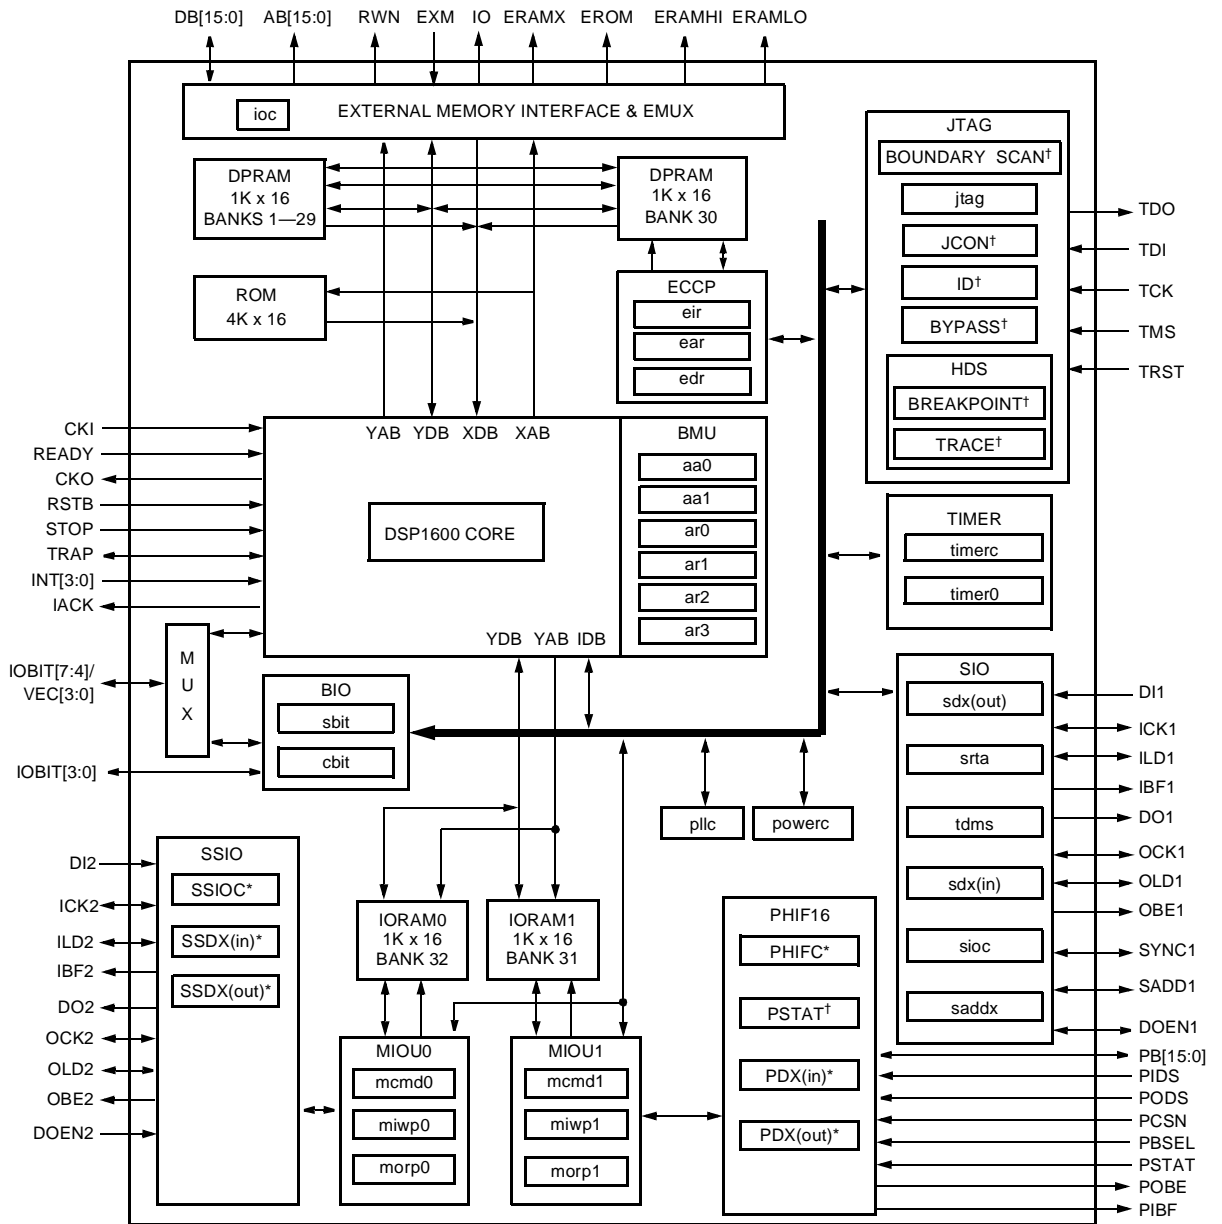 DB[15:0] AB[15:0] RWN EXM IO ERAMX EROM ERAMHI ERAMLO
ioc
EXTERNAL MEMORY INTERFACE & EMUX
DPRAM
1K x 16
BANKS 1—29
DPRAM
1K x 16
BANK 30
ROM
4K x 16
ECCP
eir
ear
edr
JTAG
BOUNDARY SCAN†
jtag
JCON†
ID†
BYPASS†
HDS
BREAKPOINT†
TRACE†
TDO
TDI
TCK
TMS
TRST
CKI
READY
CKO
RSTB
STOP
TRAP
INT[3:0]
IACK
YAB YDB XDB XAB
DSP1600 CORE
YDB YAB IDB
BMU
aa0
aa1
ar0
ar1
ar2
ar3
TIMER
timerc
timer0
IOBIT[7:4]/
VEC[3:0]
IOBIT[3:0]
M
U
X
BIO
sbit
cbit
pllc
powerc
SIO
sdx(out)
srta
tdms
sdx(in)
sioc
saddx
DI1
ICK1
ILD1
IBF1
DO1
OCK1
OLD1
OBE1
SYNC1
SADD1
DOEN1
DI2
ICK2
ILD2
IBF2
DO2
OCK2
OLD2
OBE2
DOEN2
SSIO
SSIOC*
SSDX(in)*
SSDX(out)*
IORAM0
1K x 16
BANK 32
IORAM1
1K x 16
BANK 31
MIOU0
mcmd0
miwp0
morp0
MIOU1
mcmd1
miwp1
morp1
PHIF16
PHIFC*
PSTAT†
PDX(in)*
PDX(out)*
PB[15:0]
PIDS
PODS
PCSN
PBSEL
PSTAT
POBE
PIBF